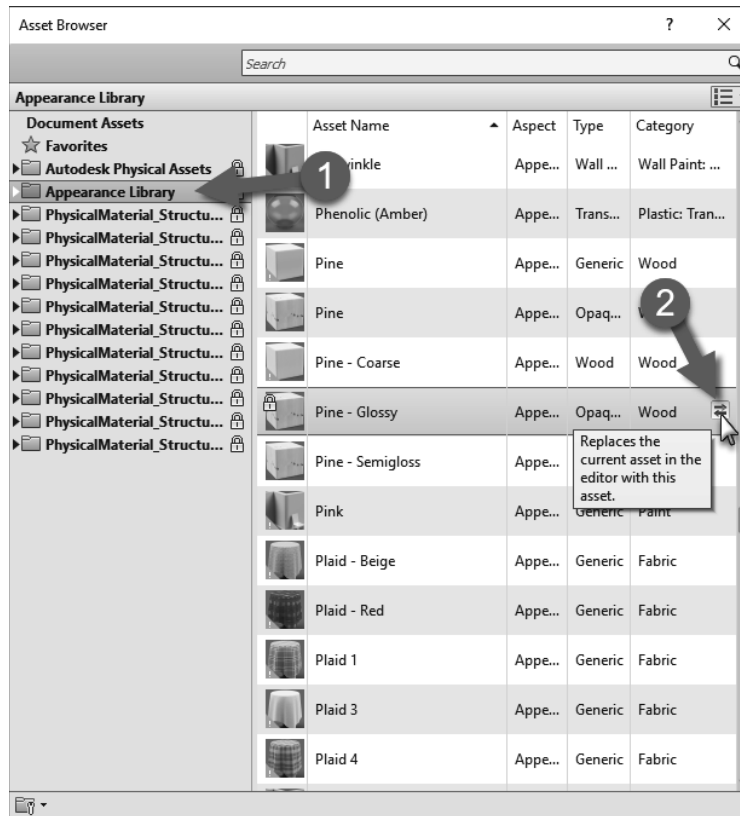 Asset Browser
?
Search
Appearance Library
Document Assets
Favorites
Autodesk Physical Assets
Appearance Library
PhysicalMaterial_Structu...
PhysicalMaterial_Structu...
PhysicalMaterial_Structu...
PhysicalMaterial_Structu...
PhysicalMaterial_Structu...
PhysicalMaterial_Structu...
PhysicalMaterial_Structu...
PhysicalMaterial_Structu...
PhysicalMaterial_Structu...
PhysicalMaterial_Structu...
PhysicalMaterial_Structu...
1
2
Asset Name Aspect Type Category
Appe... Wall ... Wall Paint: ...
Phenolic (Amber) Appe... Trans... Plastic: Tran...
Pine Appe... Generic Wood
Pine Appe... Opaq...
Pine - Coarse Appe... Wood Wood
Pine - Glossy Appe... Opaq... Wood
Replaces the
current asset in the
editor with this
asset.
Pine - Semigloss Appe...
Pink Appe... Generic Paint
Plaid - Beige Appe... Generic Fabric
Plaid - Red Appe... Generic Fabric
Plaid 1 Appe... Generic Fabric
Plaid 3 Appe... Generic Fabric
Plaid 4 Appe... Generic Fabric